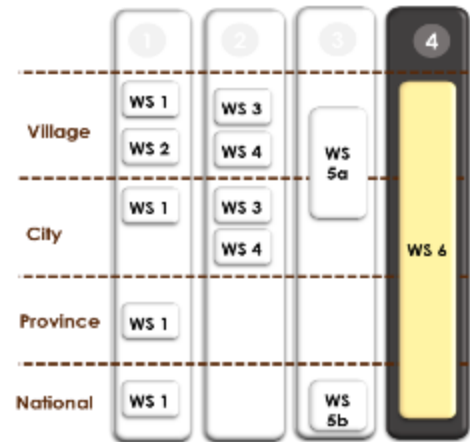 1 2 3 4
Village
WS 1
WS 2
WS 3
WS 4
WS
5a
City
WS 1
WS 3
WS 4
WS 6
Province
WS 1
National
WS 1
WS
5b